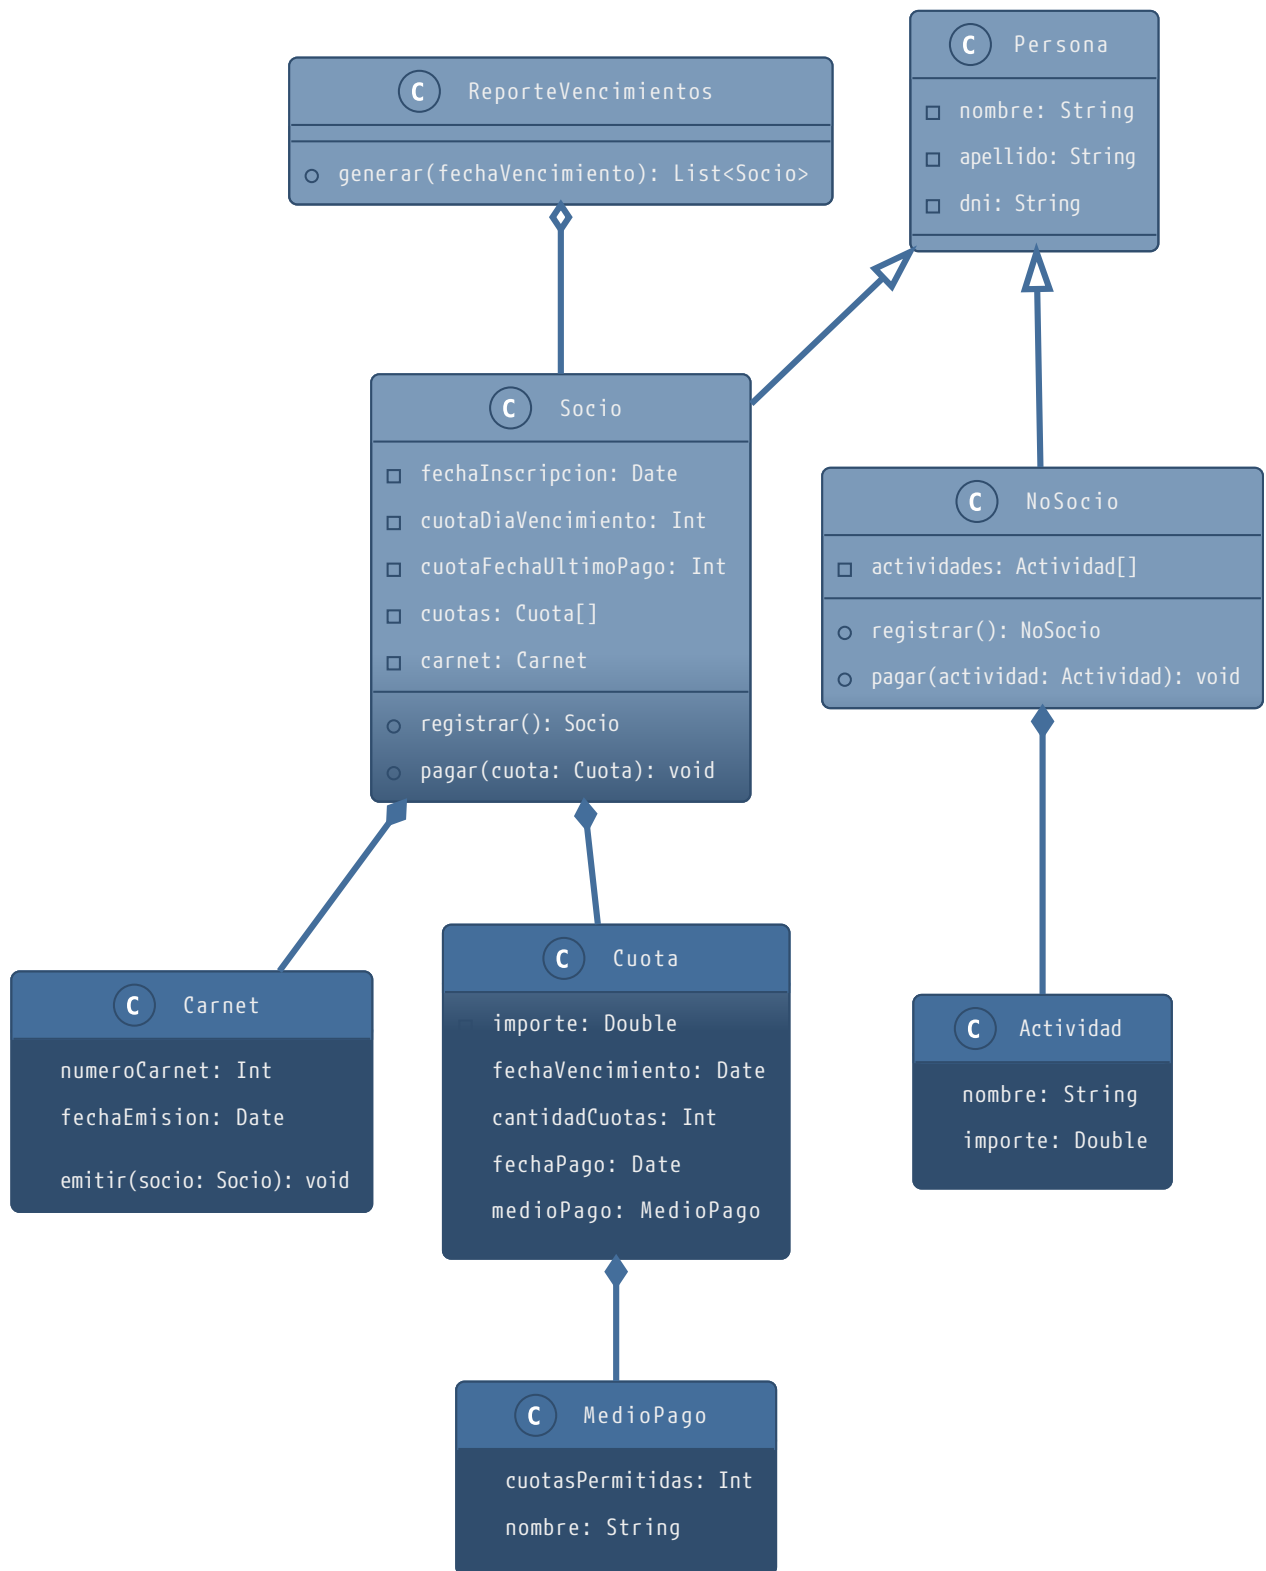 C Persona
nombre: String
apellido: String
dni: String
C ReporteVencimientos
generar(fechaVencimiento): List<Socio>
C Socio
fechaInscripcion: Date
cuotaDiaVencimiento: Int
cuotaFechaUltimoPago: Int
cuotas: Cuota[]
carnet: Carnet
registrar(): Socio
pagar(cuota: Cuota): void
C NoSocio
actividades: Actividad[]
registrar(): NoSocio
pagar(actividad: Actividad): void
C Carnet
numeroCarnet: Int
fechaEmision: Date
emitir(socio: Socio): void
C Cuota
importe: Double
fechaVencimiento: Date
cantidadCuotas: Int
fechaPago: Date
medioPago: MedioPago
C Actividad
nombre: String
importe: Double
C MedioPago
cuotasPermitidas: Int
nombre: String